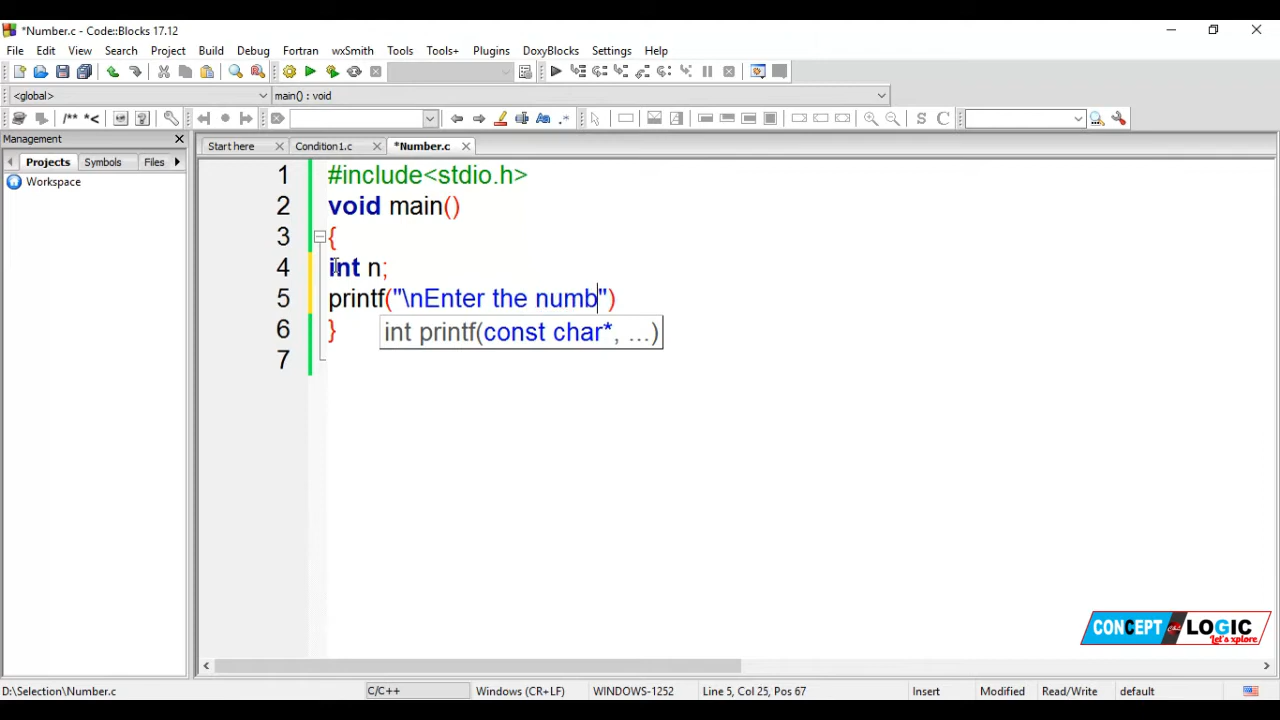 *Number.c - Code::Blocks 17.12
File Edit View Search Project Build Debug Fortran wxSmith Tools Tools+ Plugins DoxyBlocks Settings Help
<global> main() : void
/** *<
S C
Management
Projects Symbols Files
Workspace
Start here Condition1.c *Number.c
1 #include<stdio.h>
2 void main()
3 {
4 int n;
5 printf("\nEnter the numb")
6 }
int printf(const char*, ...)
7
CONCEPT LOGIC
Let's xplore
D:\Selection\Number.c C/C++ Windows (CR+LF) WINDOWS-1252 Line 5, Col 25, Pos 67 Insert Modified Read/Write default